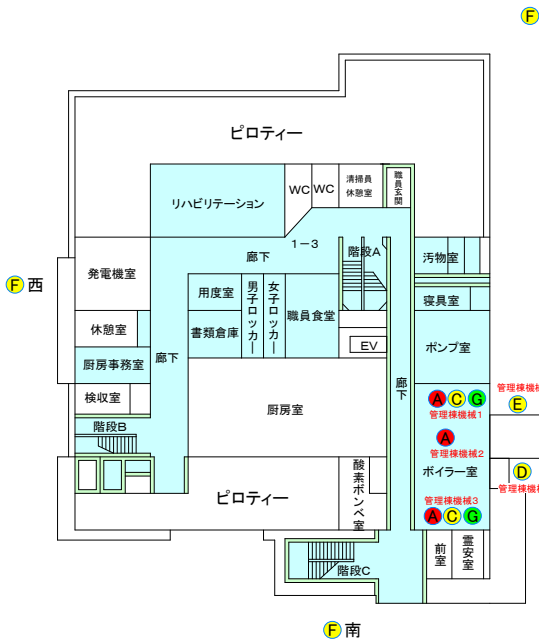 F
ピロティー
リハビリテーション
WC
WC
清掃員
休憩室
職員玄関
1-3
廊下
階段A
汚物室
F 西
発電機室
用度室
男子ロッカー
女子ロッカー
職員食堂
寝具室
休憩室
書類倉庫
EV
ポンプ室
厨房事務室
廊下
廊下
検収室
厨房室
A C G
管理棟機械1
管理棟機械
E
階段B
A
管理棟機械2
ボイラー室
D
管理棟機械
ピロティー
酸素ボンベ室
管理棟機械3
A C G
前室
霊安室
階段C
F 南